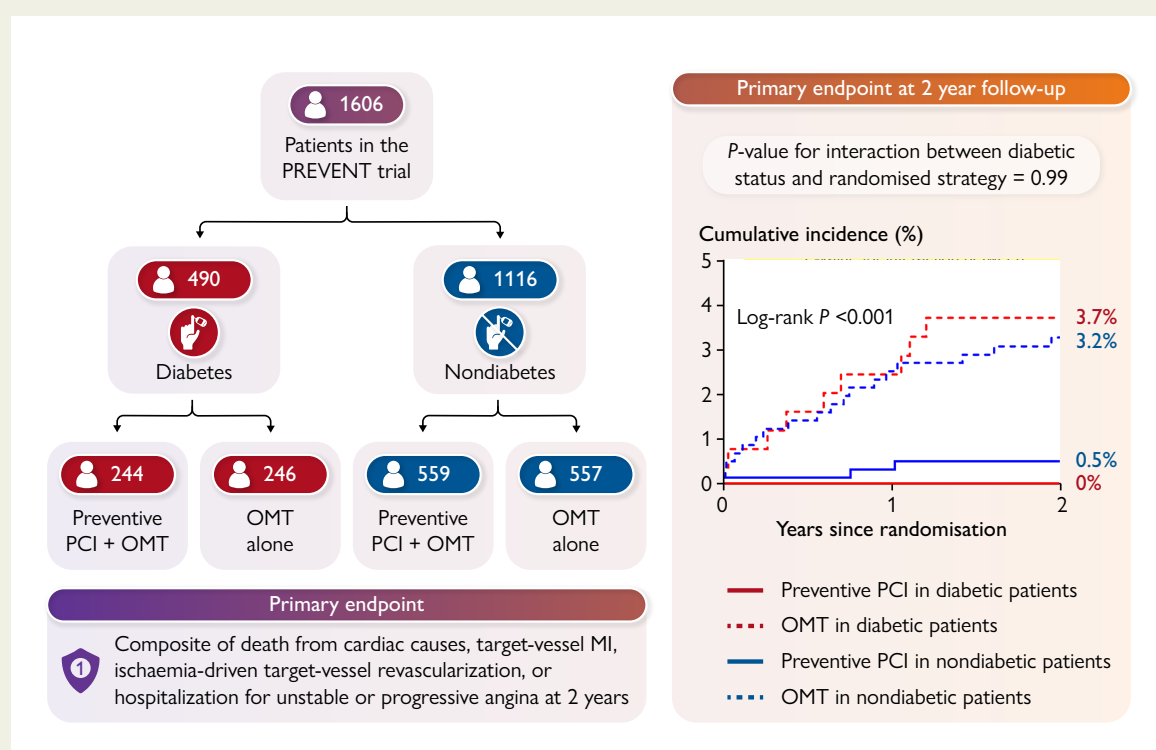 1606
Patients in the
PREVENT trial
490
Diabetes
1116
Nondiabetes
244
Preventive
PCI + OMT
246
OMT
alone
559
Preventive
PCI + OMT
557
OMT
alone
Primary endpoint
1
Composite of death from cardiac causes, target-vessel MI,
ischaemia-driven target-vessel revascularization, or
hospitalization for unstable or progressive angina at 2 years
Primary endpoint at 2 year follow-up
P-value for interaction between diabetic
status and randomised strategy = 0.99
Cumulative incidence (%)
5
4
3
2
1
0
Log-rank P <0.001
3.7%
3.2%
0.5%
0%
0 1 2
Years since randomisation
Preventive PCI in diabetic patients
OMT in diabetic patients
Preventive PCI in nondiabetic patients
OMT in nondiabetic patients